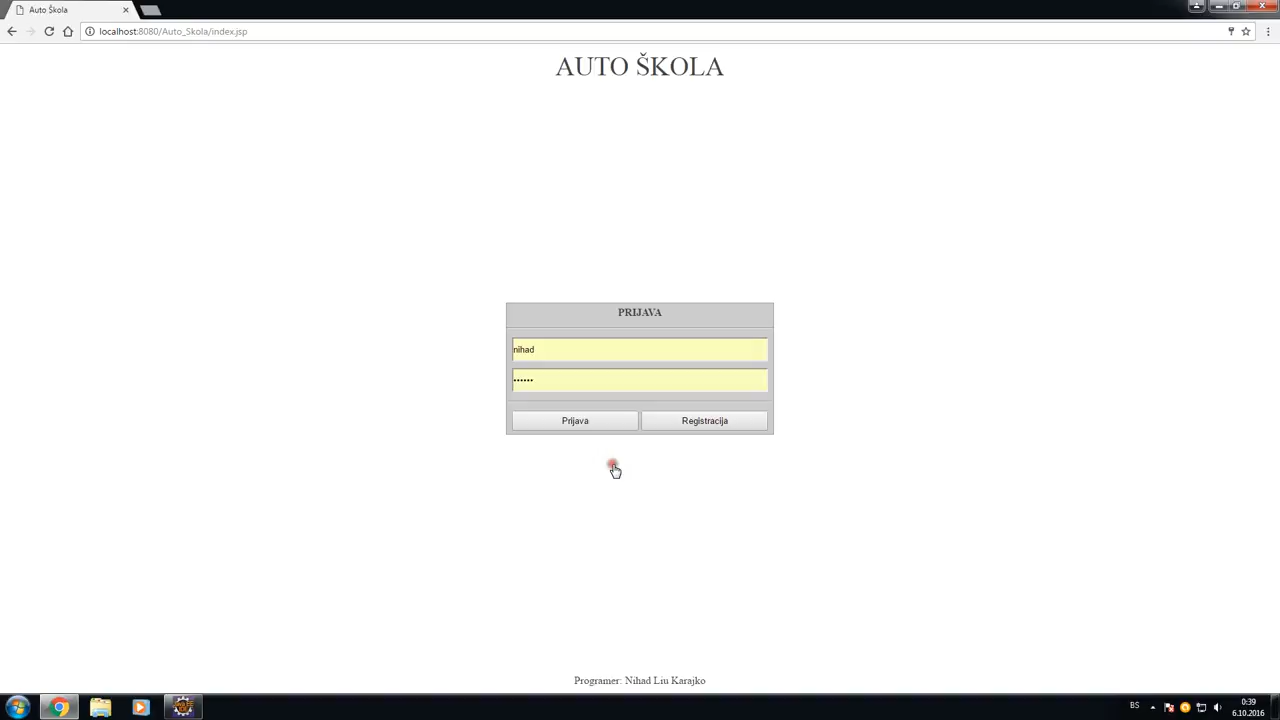 Auto Škola
localhost:8080/Auto_Skola/index.jsp
AUTO ŠKOLA
PRIJAVA
nihad
••••••
Prijava Registracija
Programer: Nihad Liu Karajko
BS
0:39
6.10.2016